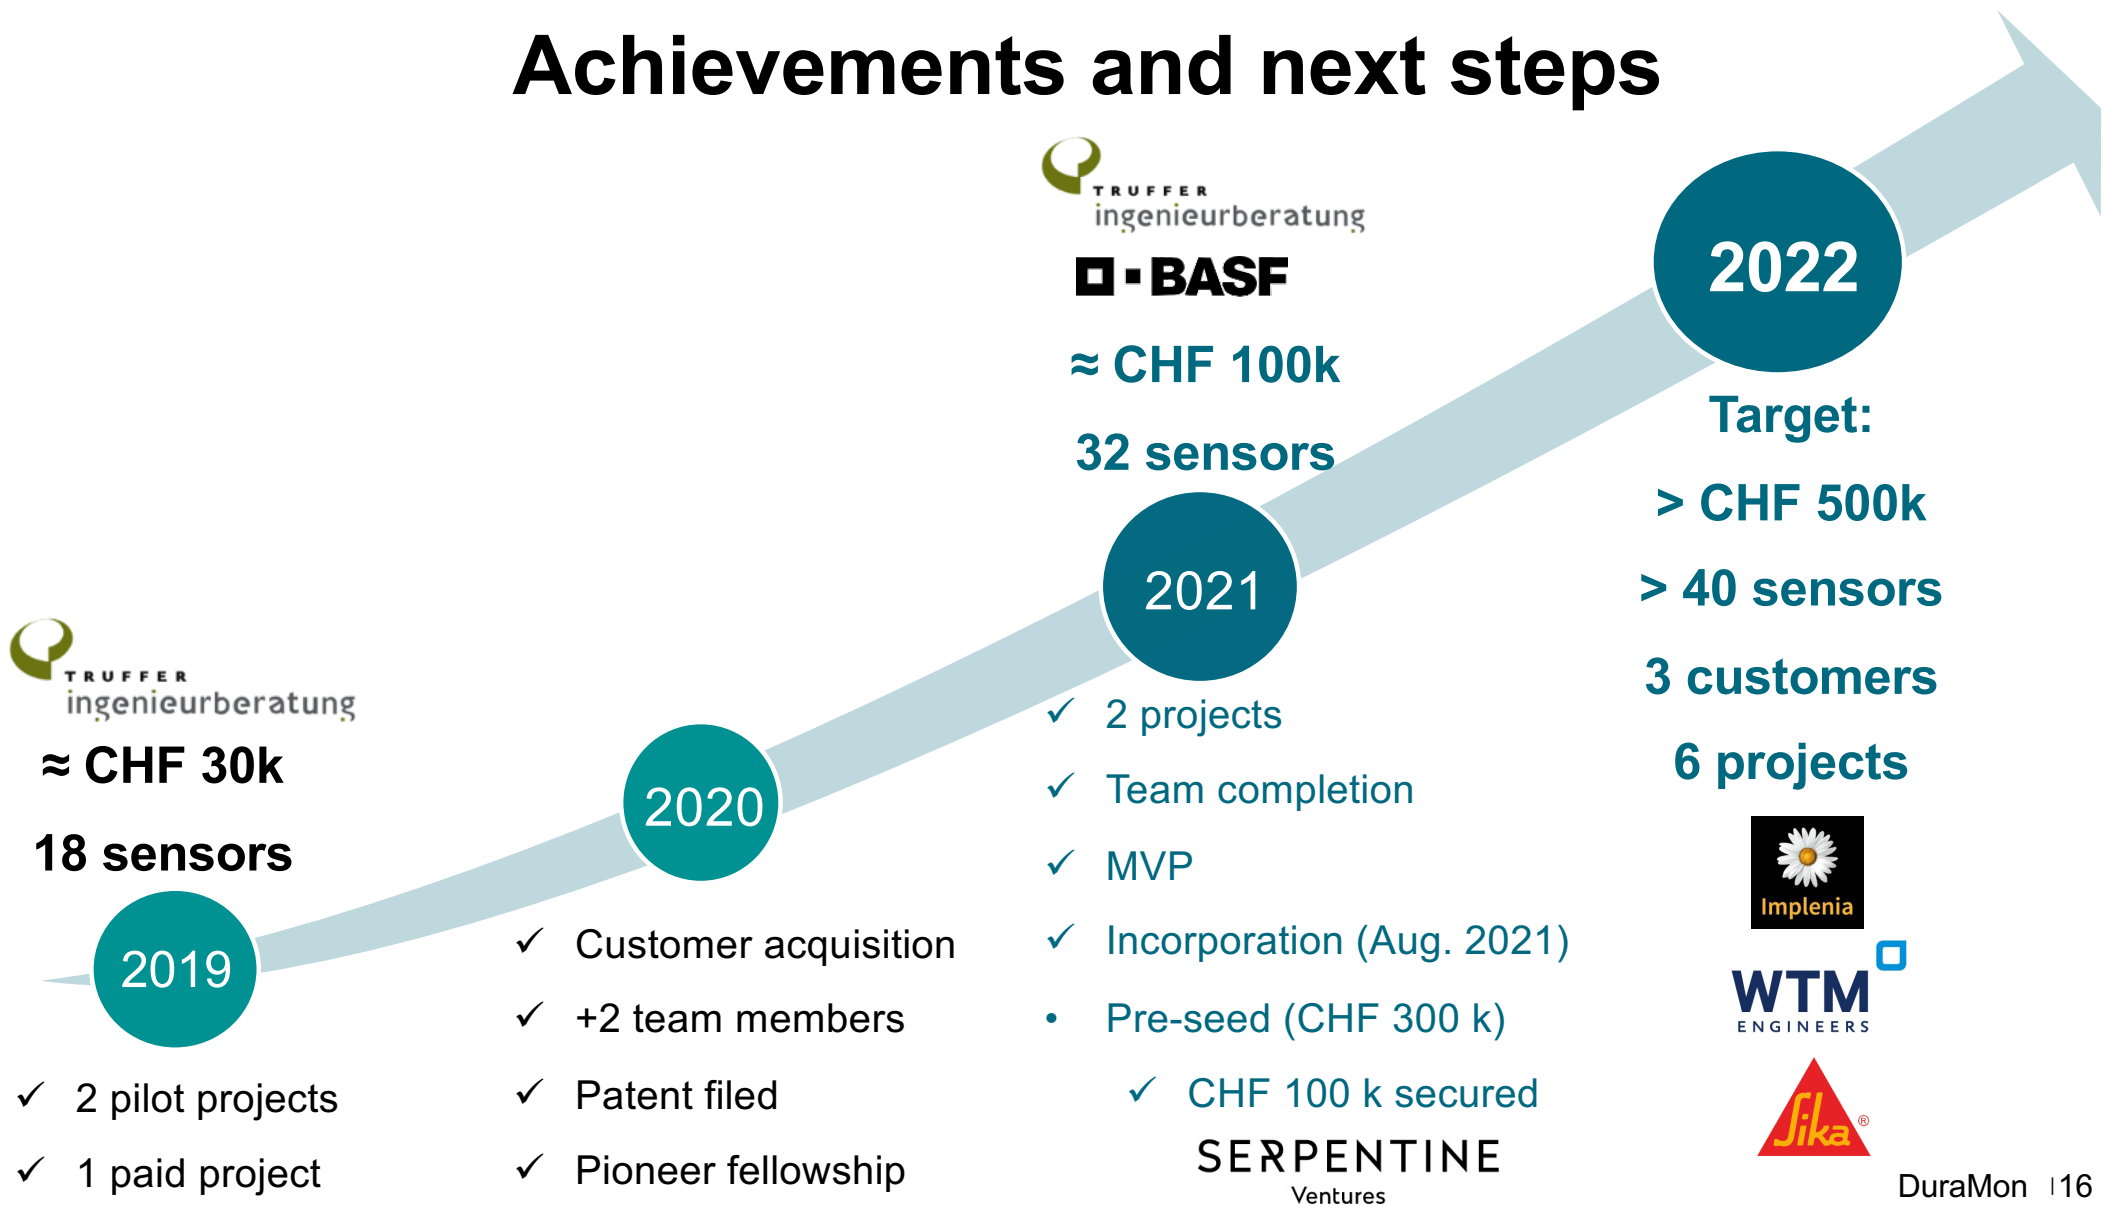 Achievements and next steps
TRUFFER
ingenieurberatung
≈ CHF 30k
18 sensors
2019
✓ 2 pilot projects
✓ 1 paid project
2020
✓ Customer acquisition
✓ +2 team members
✓ Patent filed
✓ Pioneer fellowship
TRUFFER
ingenieurberatung
BASF
≈ CHF 100k
32 sensors
2021
✓ 2 projects
✓ Team completion
✓ MVP
✓ Incorporation (Aug. 2021)
• Pre-seed (CHF 300 k)
✓ CHF 100 k secured
SERPENTINE
Ventures
2022
Target:
> CHF 500k
> 40 sensors
3 customers
6 projects
Implenia
WTM
ENGINEERS
Sika®
DuraMon | 16